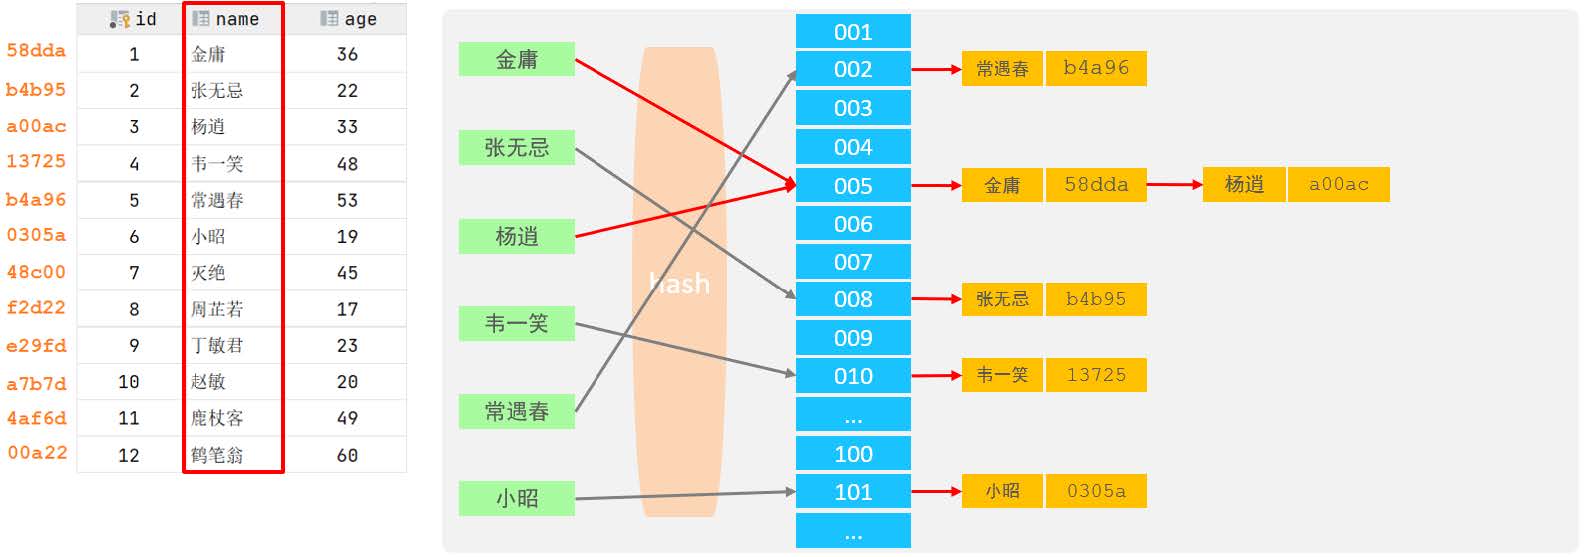 id name age
58dda 1 金庸 36
b4b95 2 张无忌 22
a00ac 3 杨逍 33
13725 4 韦一笑 48
b4a96 5 常遇春 53
0305a 6 小昭 19
48c00 7 灭绝 45
f2d22 8 周芷若 17
e29fd 9 丁敏君 23
a7b7d 10 赵敏 20
4af6d 11 鹿杖客 49
00a22 12 鹤笔翁 60
金庸
张无忌
杨逍
韦一笑
常遇春
小昭
hash
001
002 常遇春 b4a96
003
004
005 金庸 58dda 杨逍 a00ac
006
007
008 张无忌 b4b95
009
010 韦一笑 13725
...
100
101 小昭 0305a
...